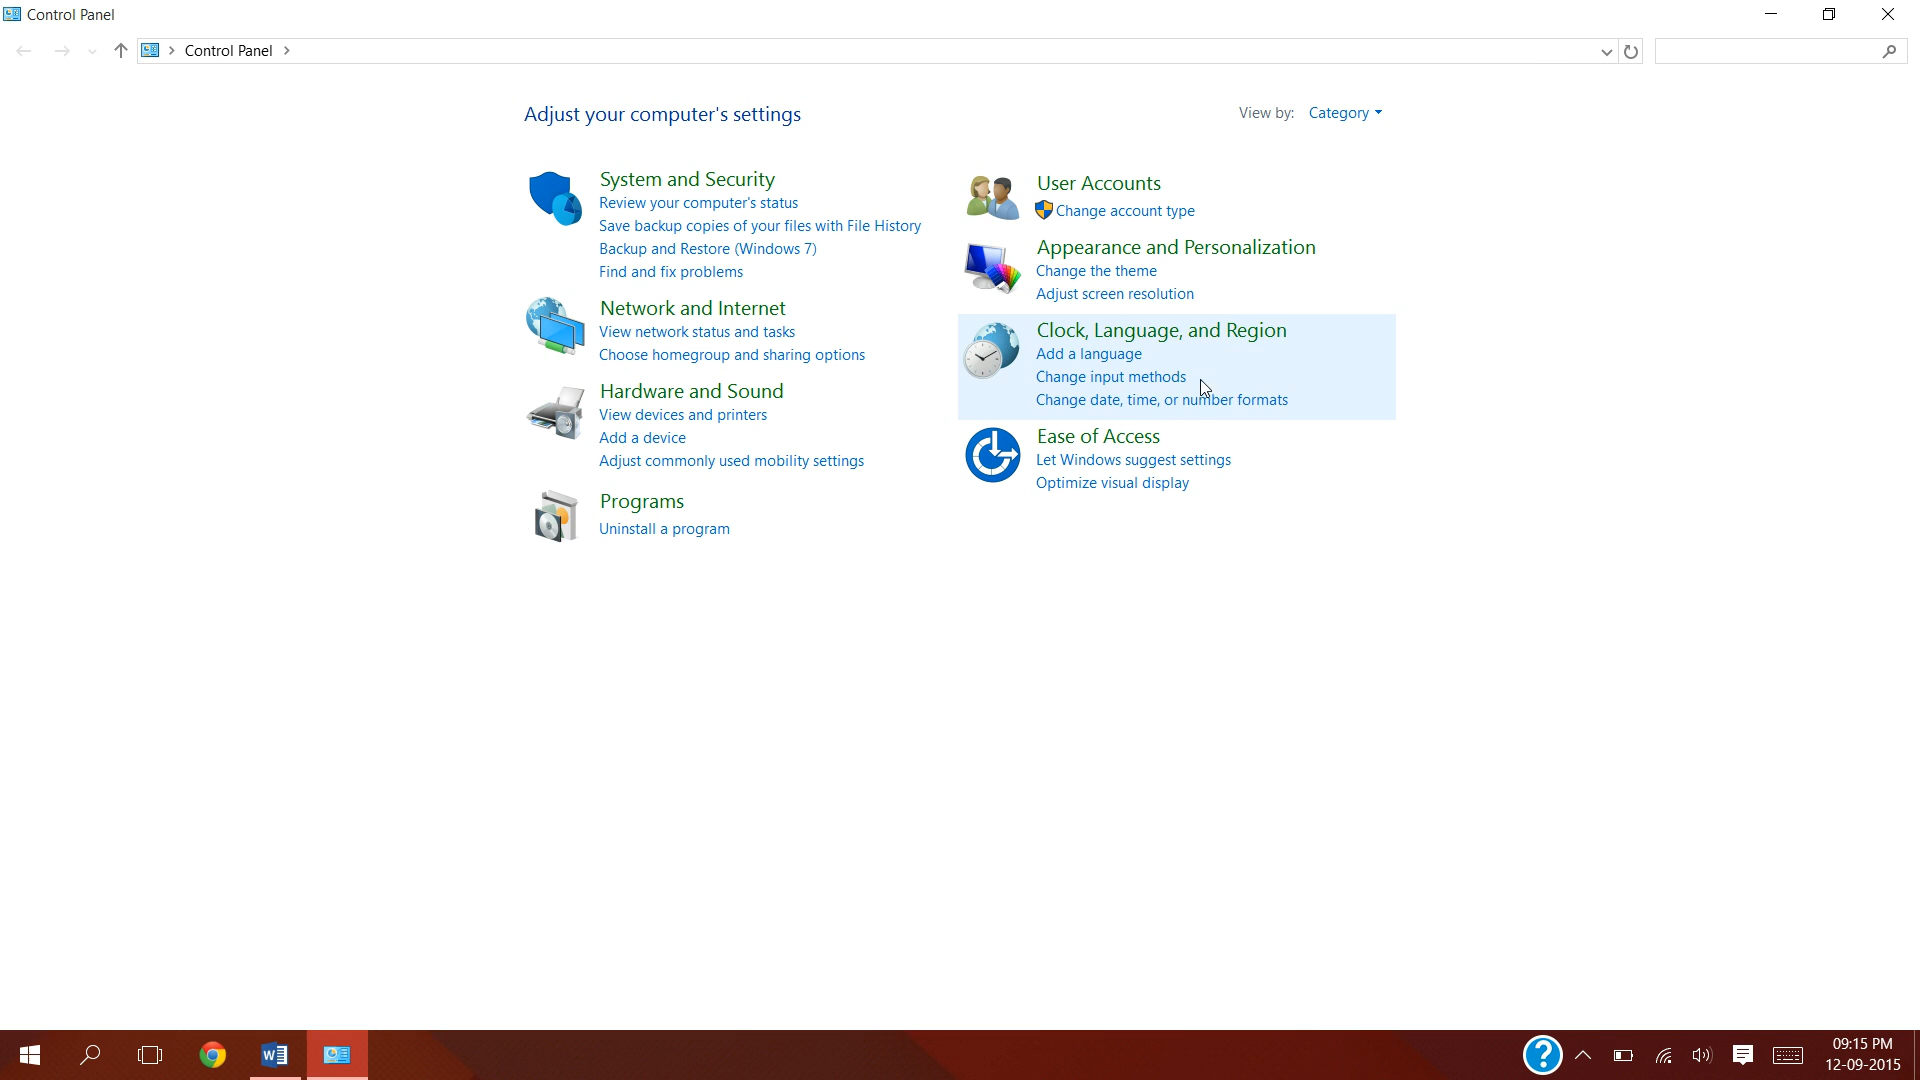 Control Panel
Control Panel
Adjust your computer's settings
View by: Category
System and Security
Review your computer's status
Save backup copies of your files with File History
Backup and Restore (Windows 7)
Find and fix problems
Network and Internet
View network status and tasks
Choose homegroup and sharing options
Hardware and Sound
View devices and printers
Add a device
Adjust commonly used mobility settings
Programs
Uninstall a program
User Accounts
Change account type
Appearance and Personalization
Change the theme
Adjust screen resolution
Clock, Language, and Region
Add a language
Change input methods
Change date, time, or number formats
Ease of Access
Let Windows suggest settings
Optimize visual display
09:15 PM
12-09-2015